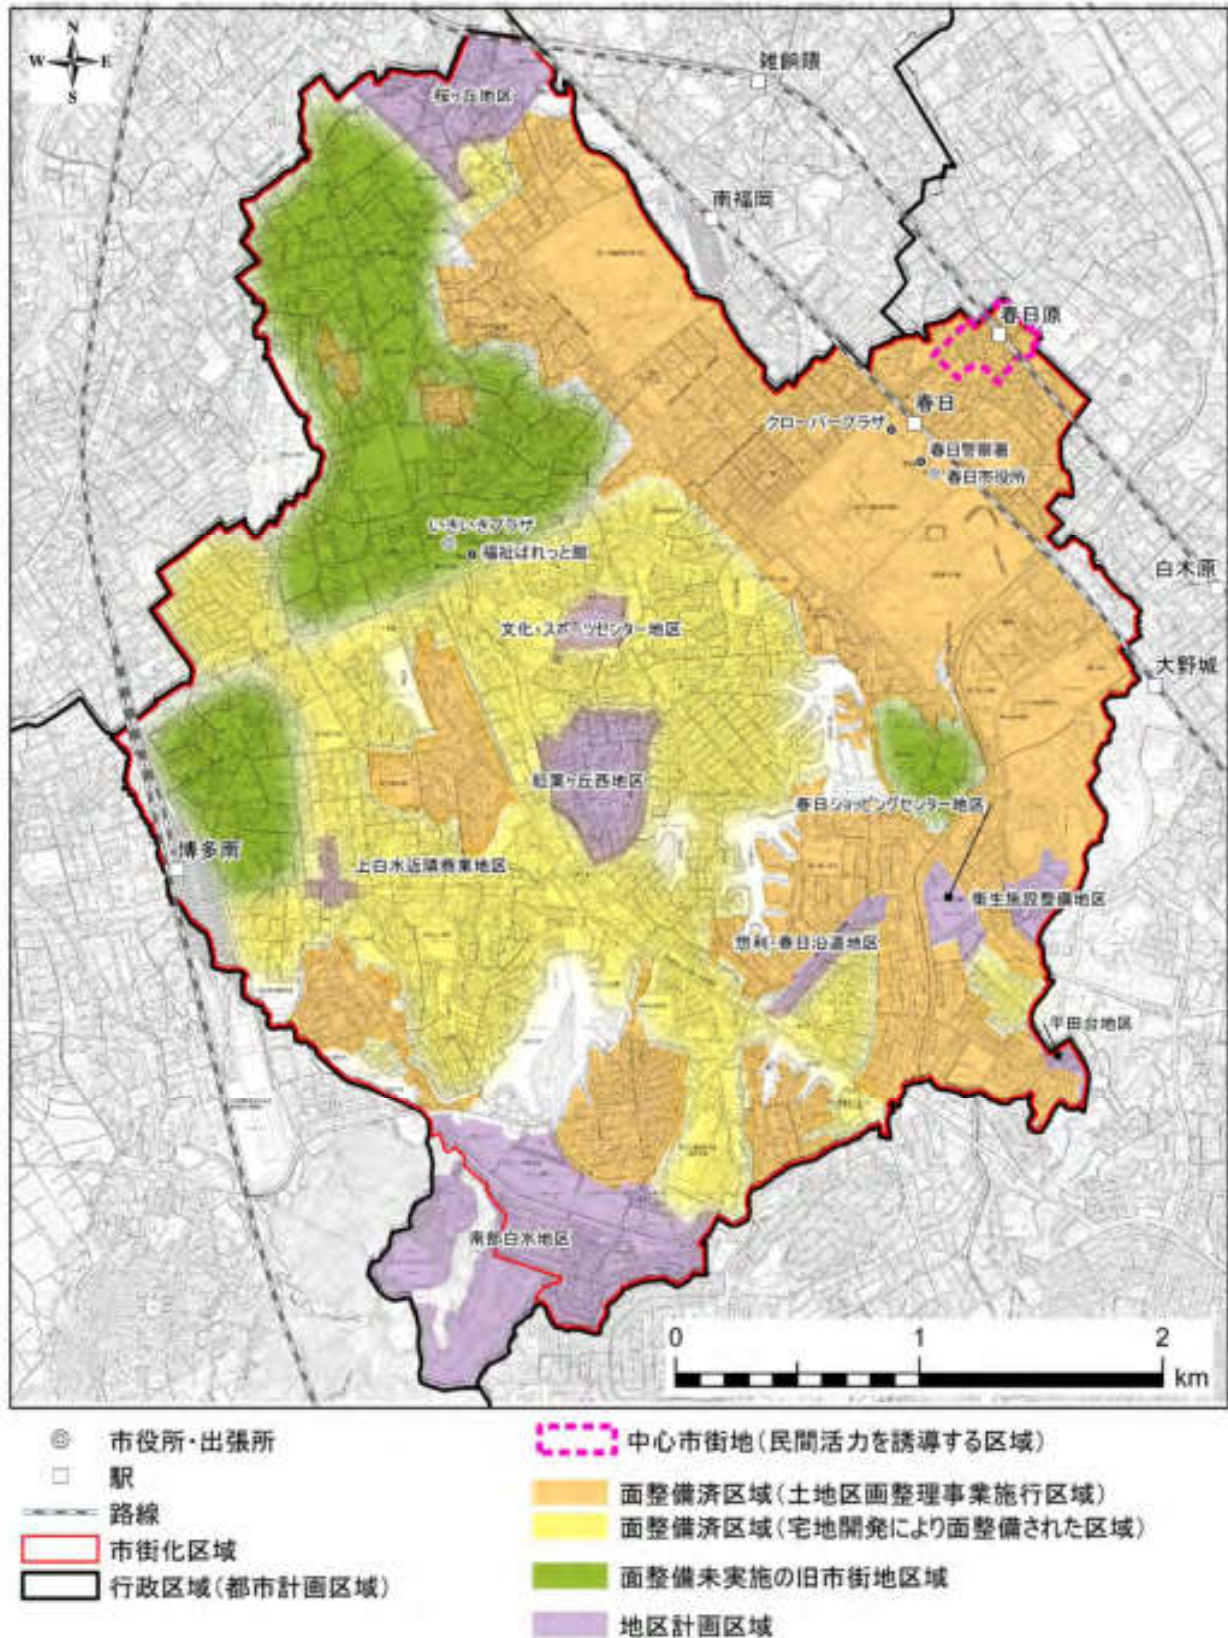 N
W E
S
雑餉隈
桜ヶ丘地区
南福岡
春日原
春日
クローバープラザ
春日警察署
春日市役所
いきいきプラザ
福祉ぱれっと館
白木原
文化・スポーツセンター地区
大野城
紅葉ヶ丘西地区
春日ショッピングセンター地区
博多南
上白水近隣商業地区
衛生施設整備地区
惣利・春日沿道地区
平田台地区
南部白水地区
0 1 2
km
市役所・出張所
駅
路線
市街化区域
行政区域(都市計画区域)
中心市街地(民間活力を誘導する区域)
面整備済区域(土地区画整理事業施行区域)
面整備済区域(宅地開発により面整備された区域)
面整備未実施の旧市街地区域
地区計画区域